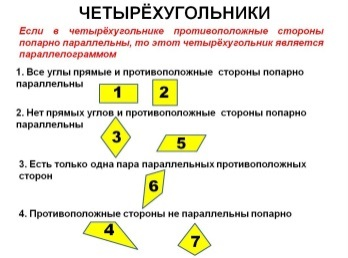 ЧЕТЫРЁХУГОЛЬНИКИ
Если в четырёхугольнике противоположные стороны
попарно параллельны, то этот четырёхугольник является
параллелограммом
1. Все углы прямые и противоположные стороны попарно
параллельны
1 2
2. Нет прямых углов и противоположные стороны попарно
параллельны
3 5
3. Есть только одна пара параллельных противоположных
сторон
6
4. Противоположные стороны не параллельны попарно
4 7